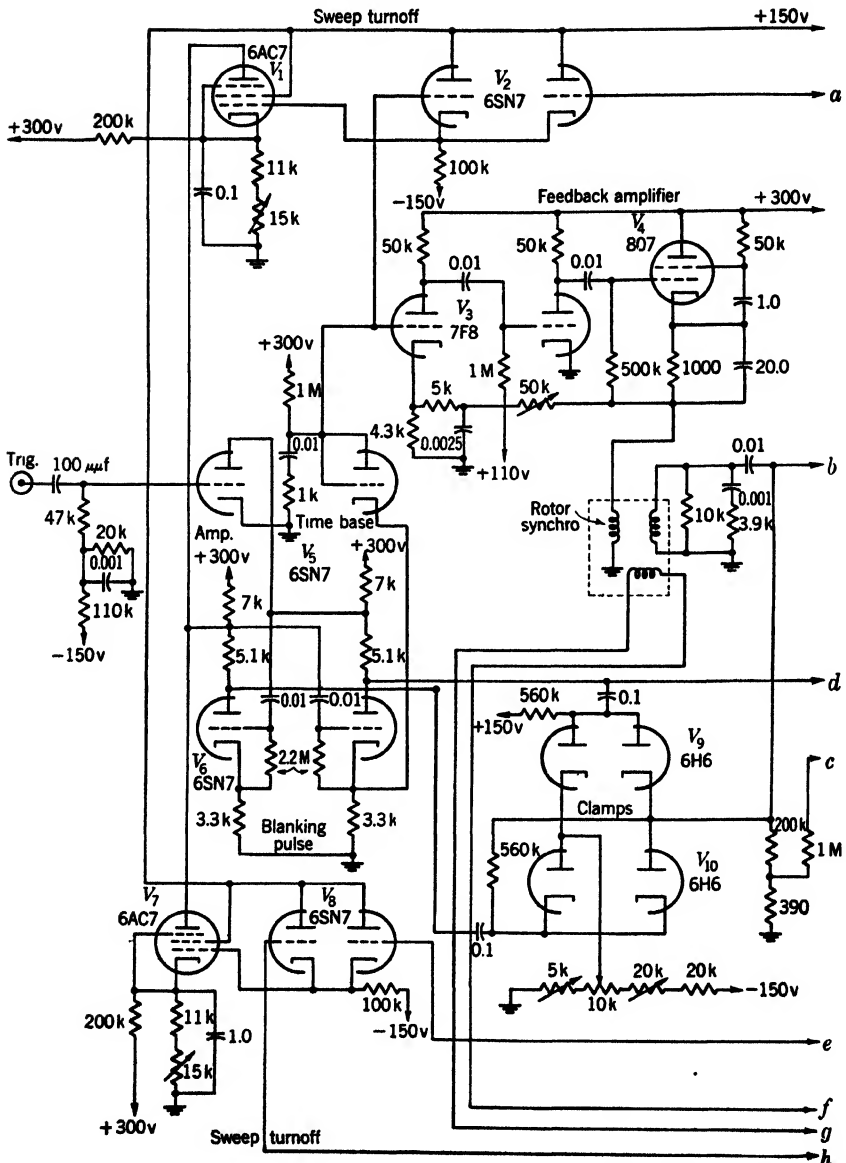 Sweep turnoff
+150v
6AC7
V1
V2
6SN7
a
+300v
200k
11k
0.1
15k
100k
-150v
Feedback amplifier
+300v
V4
807
50k
50k
50k
0.01
0.01
V3
7F8
1.0
+300v
1M
1M
500k
1000
20.0
5k
50k
4.3k
0.0025
+110v
0.01
1k
Trig.
100 μμf
47k
20k
0.001
110k
-150v
Amp.
+300v
Time base
V5
6SN7
+300v
7k
7k
5.1k
5.1k
0.01
0.01
Rotor
synchro
10k
0.01
0.001
3.9k
b
d
560k
0.1
+150v
V9
6H6
c
V6
6SN7
2.2M
3.3k
3.3k
Blanking
pulse
Clamps
560k
V10
6H6
200k
1M
390
0.1
V7
6AC7
V8
6SN7
100k
-150v
200k
11k
1.0
15k
+300v
5k
10k
20k
20k
-150v
e
f
g
Sweep turnoff
h